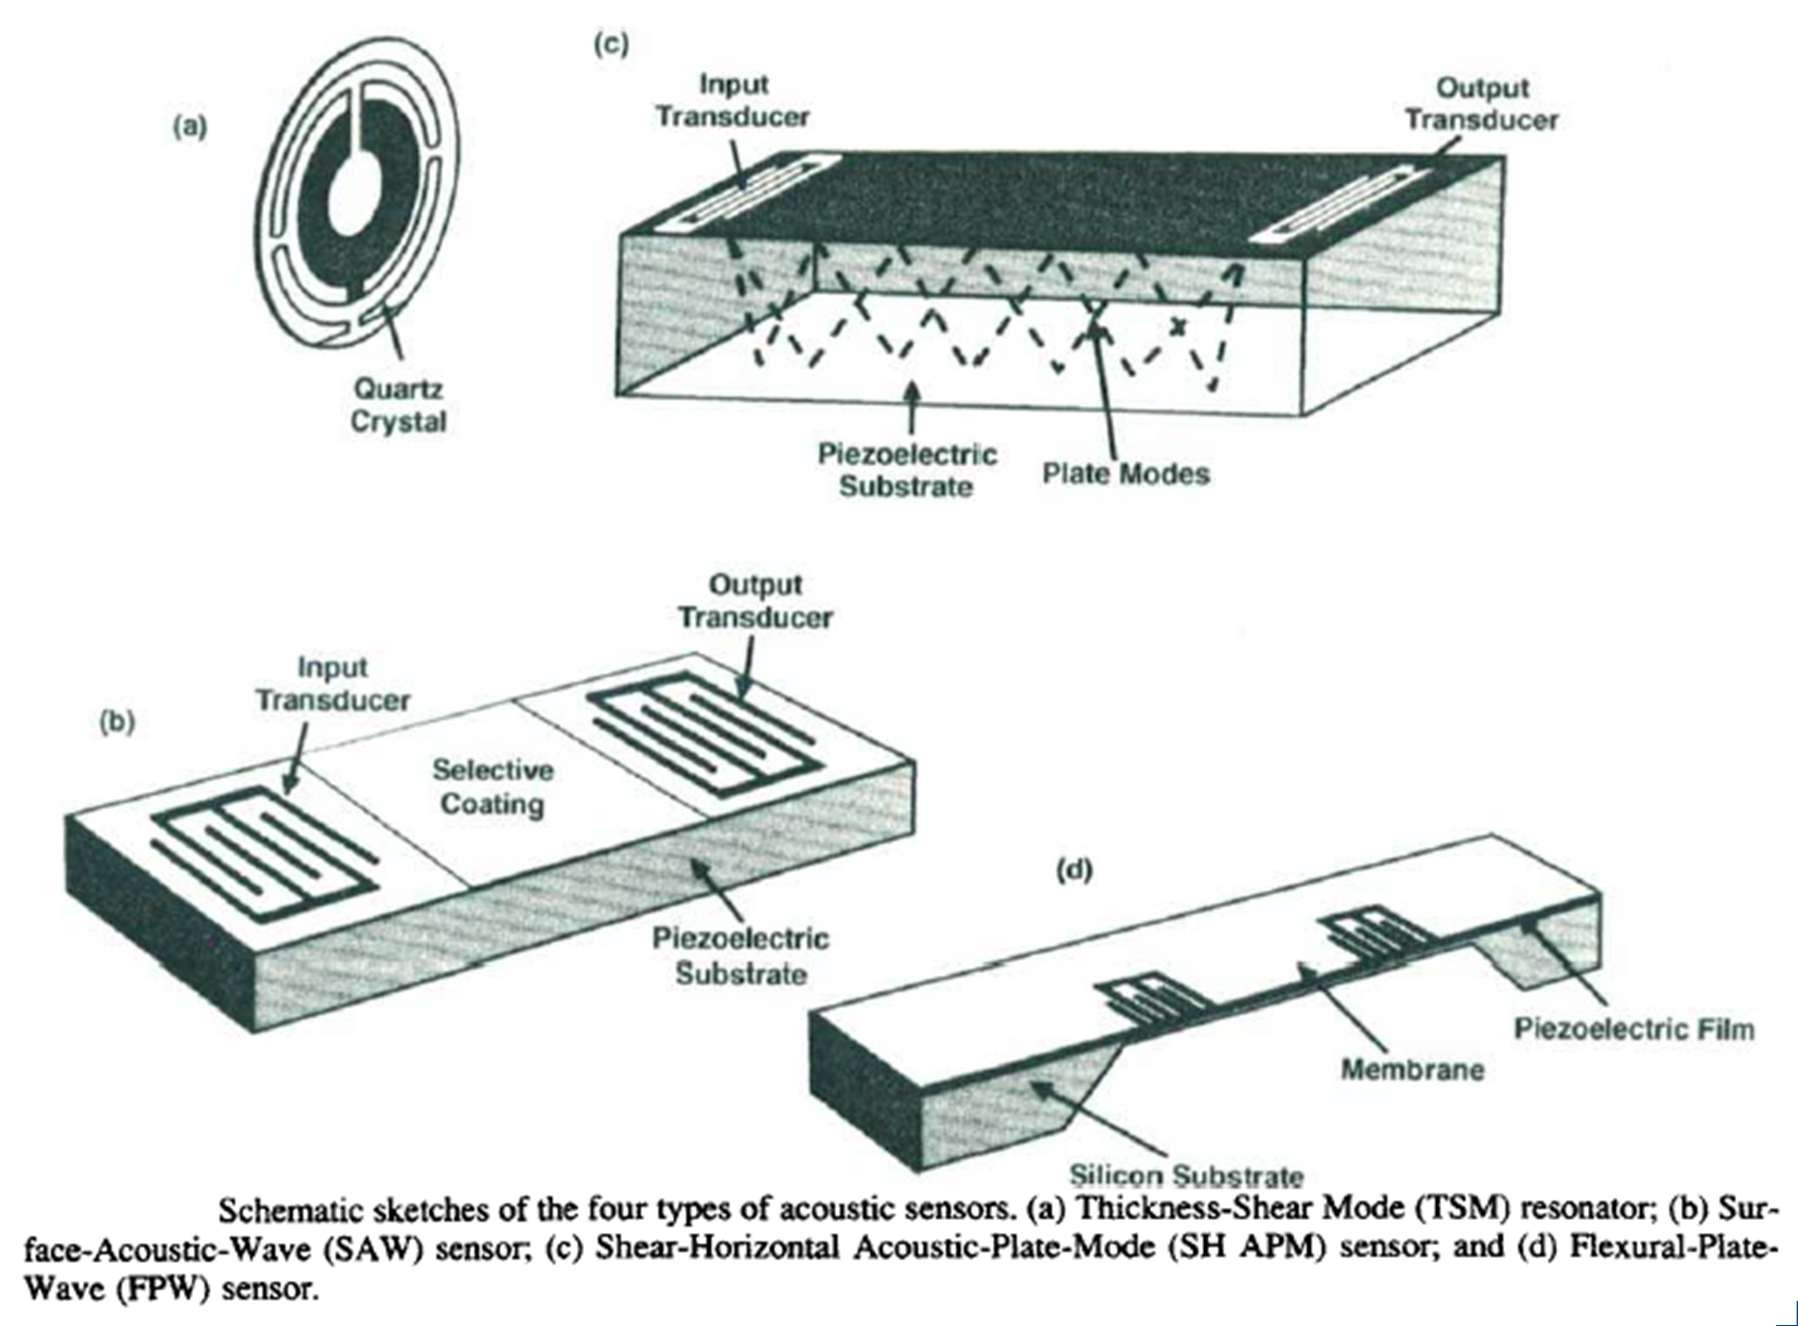 (a)
Quartz
Crystal
(c)
Input
Transducer
Output
Transducer
Piezoelectric
Substrate
Plate Modes
(b)
Input
Transducer
Output
Transducer
Selective
Coating
Piezoelectric
Substrate
(d)
Piezoelectric Film
Membrane
Silicon Substrate
Schematic sketches of the four types of acoustic sensors. (a) Thickness-Shear Mode (TSM) resonator; (b) Sur-
face-Acoustic-Wave (SAW) sensor; (c) Shear-Horizontal Acoustic-Plate-Mode (SH APM) sensor; and (d) Flexural-Plate-
Wave (FPW) sensor.